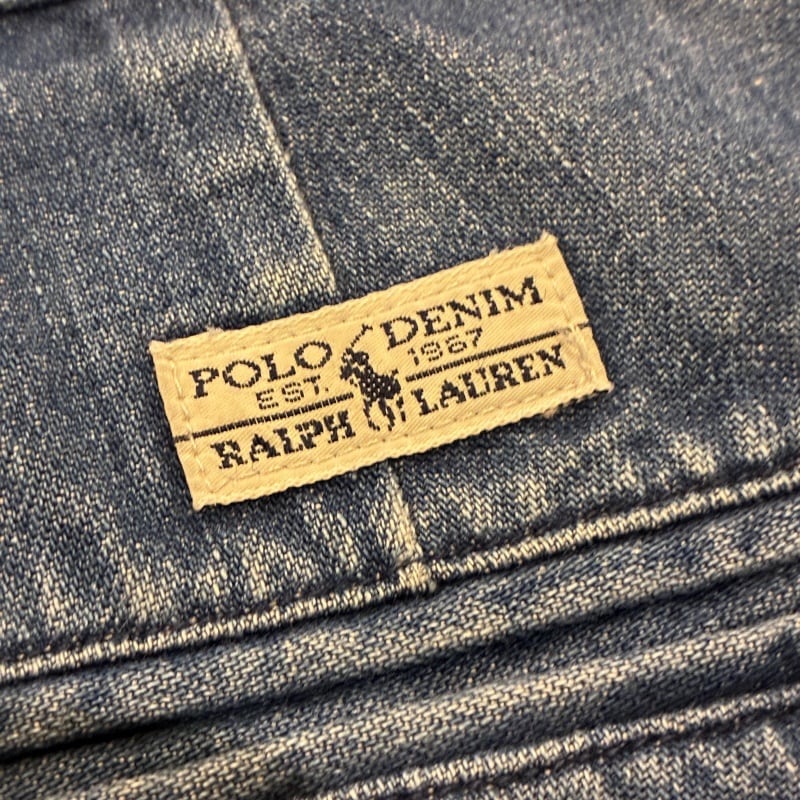 POLO DENIM
EST. 1967
RALPH LAUREN